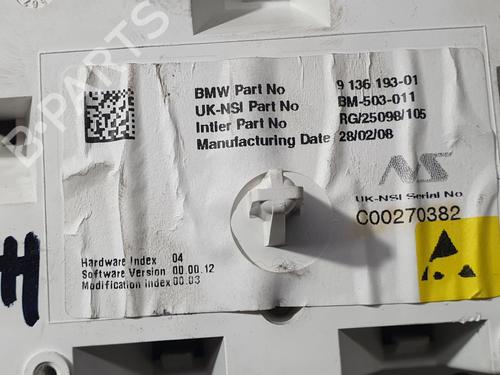 BMW Part No 9 136 193-01
UK-NSI Part No BM-503-011
Intier Part No RG/25098/105
Manufacturing Date 28/02/08
NS
UK-NSI Serial No
C00270382
Hardware Index 04
Software Version 00.00.12
Modification index 00.03
B-PARTS